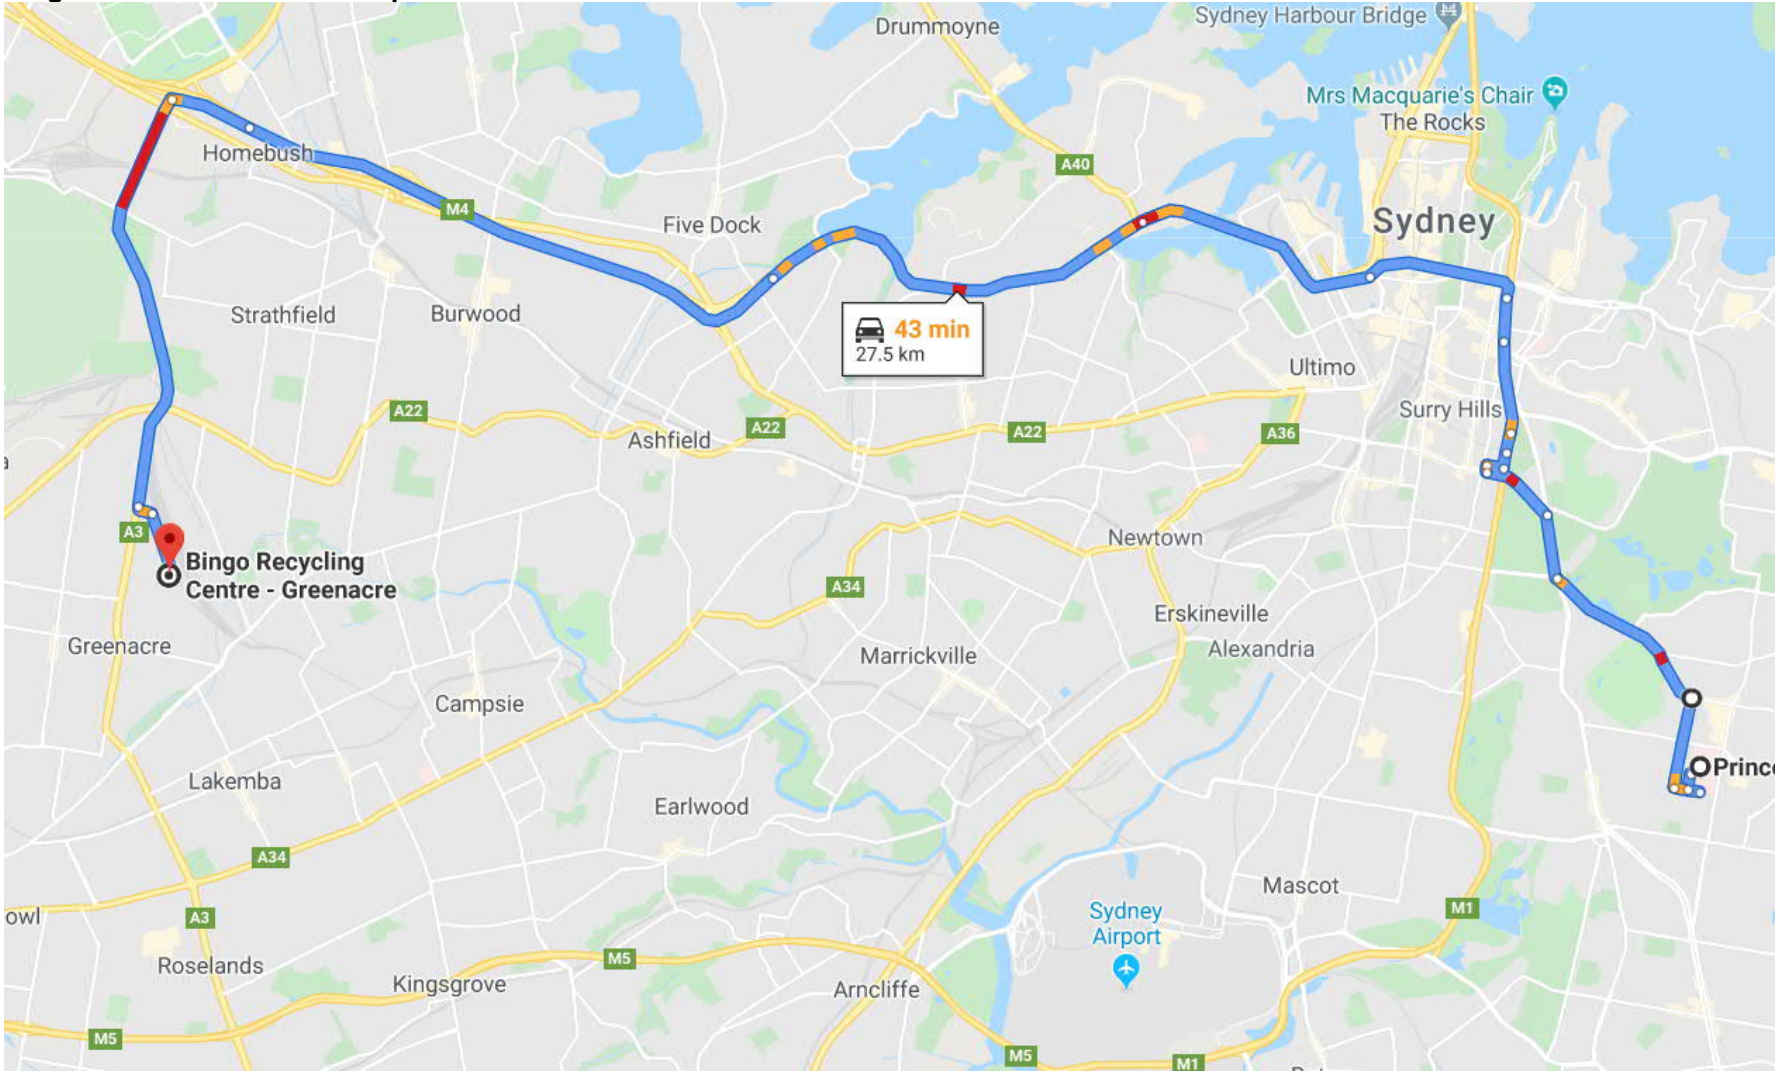 Drummoyne
Sydney Harbour Bridge
Mrs Macquarie's Chair
The Rocks
Homebush
A40
M4
Five Dock
Sydney
Strathfield
Burwood
43 min
27.5 km
Ultimo
A22
Surry Hills
A22
A22
A36
Ashfield
A3
Newtown
Bingo Recycling
Centre - Greenacre
A34
Erskineville
Greenacre
Marrickville
Alexandria
Campsie
Lakemba
Princ
Earlwood
A34
Mascot
owl
A3
Sydney
Airport
M1
Roselands
M5
Kingsgrove
Arncliffe
M5
M5
M1